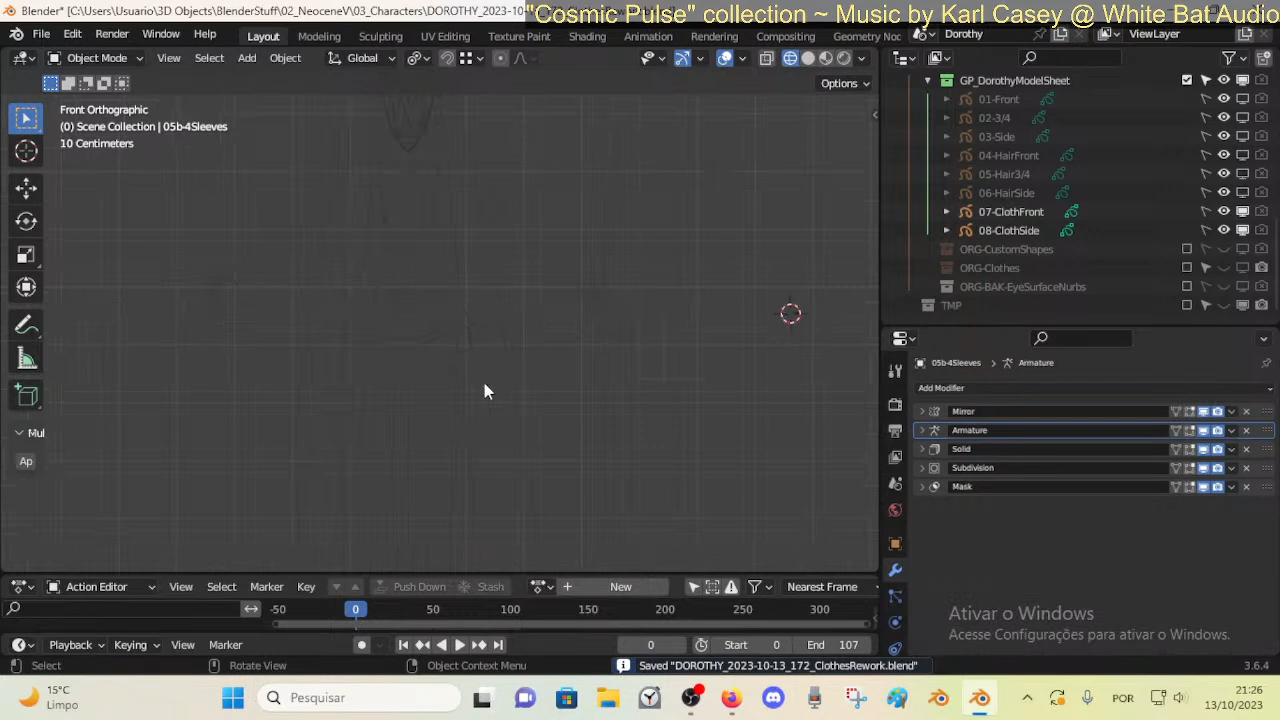 Blender* [C:\Users\Usuario\3D Objects\BlenderStuff\02_NeoceneV\03_Characters\DOROTHY_2023-10-
"Cosmic Pulse" collection ~ Music by Karl Casey @ White Bat Audio
File Edit Render Window Help Layout Modeling Sculpting UV Editing Texture Paint Shading Animation Rendering Compositing Geometry No Dorothy ViewLayer
Object Mode View Select Add Object Global
Options
Front Orthographic
(0) Scene Collection | 05b-4Sleeves
10 Centimeters
Mul
Ap
GP_DorothyModelSheet
01-Front
02-3/4
03-Side
04-HairFront
05-Hair3/4
06-HairSide
07-ClothFront
08-ClothSide
ORG-CustomShapes
ORG-Clothes
ORG-BAK-EyeSurfaceNurbs
TMP
05b-4Sleeves > Armature
Add Modifier
Mirror
Armature
Solid
Subdivision
Mask
Ativar o Windows
Acesse Configurações para ativar o Windows.
Action Editor View Select Marker Key Push Down Stash New Nearest Frame
-50 0 50 100 150 200 250 300
Playback Keying View Marker 0 Start 0 End 107
Select Rotate View Object Context Menu Saved "DOROTHY_2023-10-13_172_ClothesRework.blend" 3.6.4
15°C
Limpo
Pesquisar
POR
21:26
13/10/2023